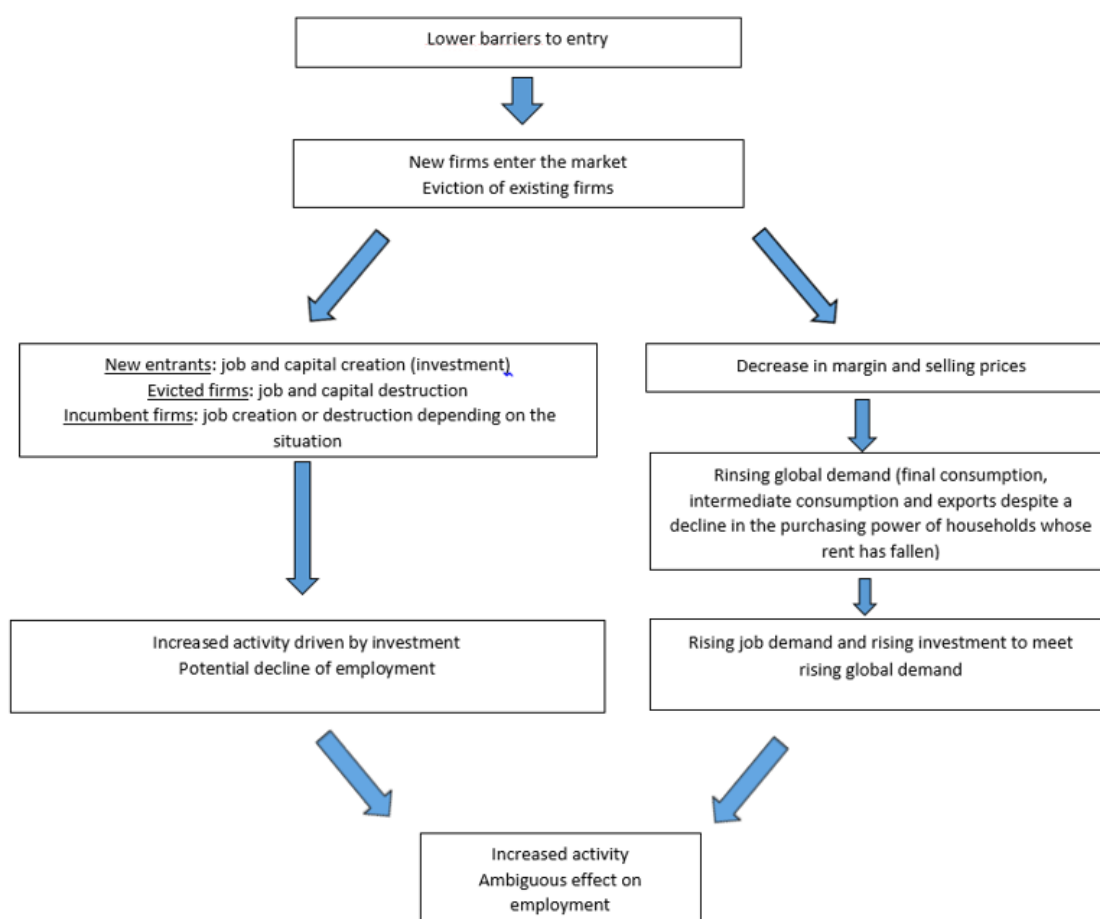 Lower barriers to entry
New firms enter the market
Eviction of existing firms
New entrants: job and capital creation (investment)
Evicted firms: job and capital destruction
Incumbent firms: job creation or destruction depending on the
situation
Decrease in margin and selling prices
Rinsing global demand (final consumption,
intermediate consumption and exports despite a
decline in the purchasing power of households whose
rent has fallen)
Increased activity driven by investment
Potential decline of employment
Rising job demand and rising investment to meet
rising global demand
Increased activity
Ambiguous effect on
employment